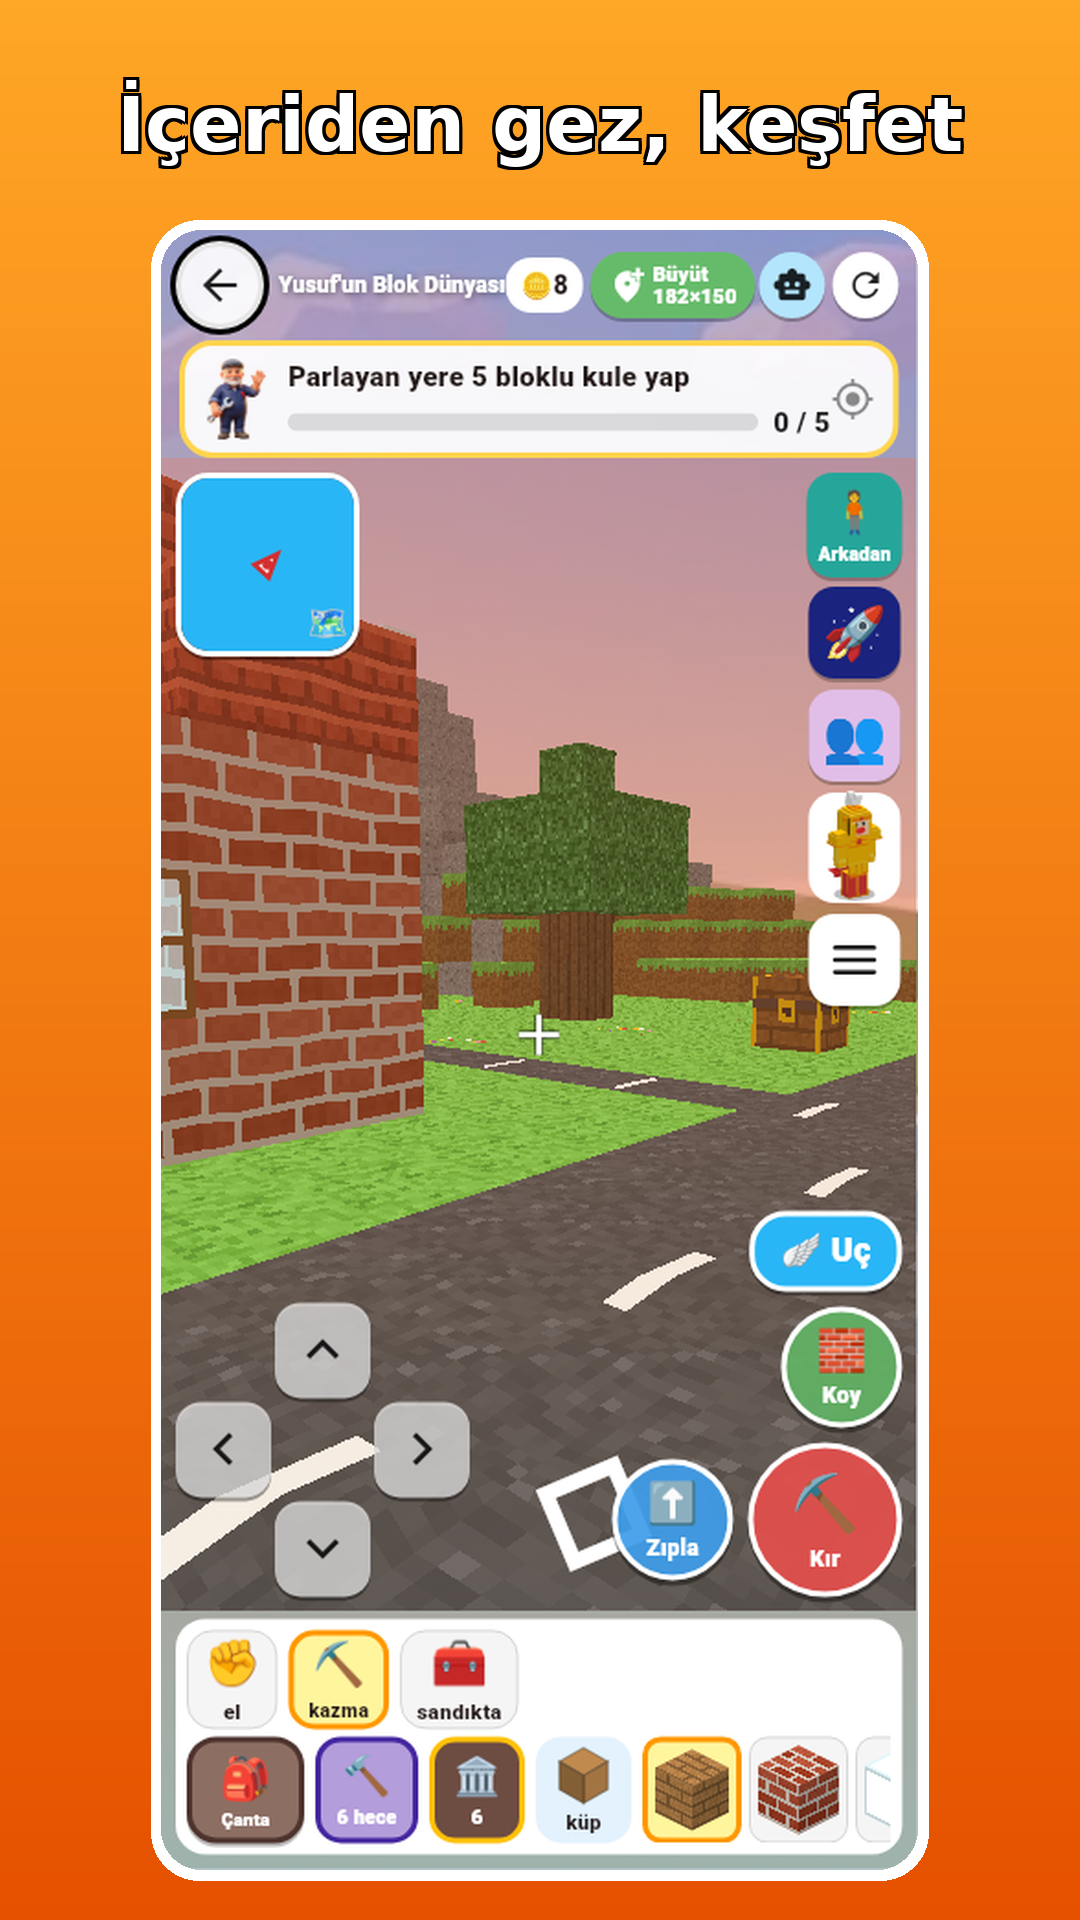 İçeriden gez, keşfet
Yusuf'un Blok Dünyası
8
Büyüt
182×150
Parlayan yere 5 bloklu kule yap
0 / 5
Arkadan
Uç
Koy
Zıpla
Kır
el
kazma
sandıkta
Çanta
6 hece
6
küp